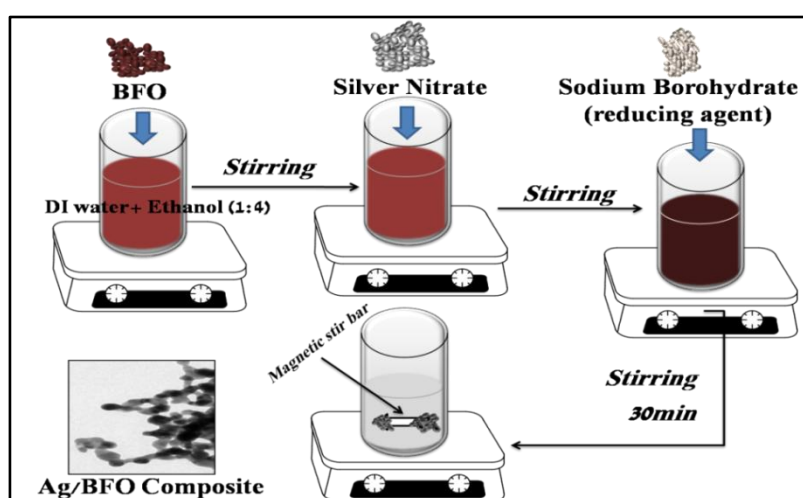 BFO
Silver Nitrate
Sodium Borohydrate
(reducing agent)
Stirring
Stirring
DI water+ Ethanol (1:4)
Magnetic stir bar
Stirring
30min
Ag/BFO Composite